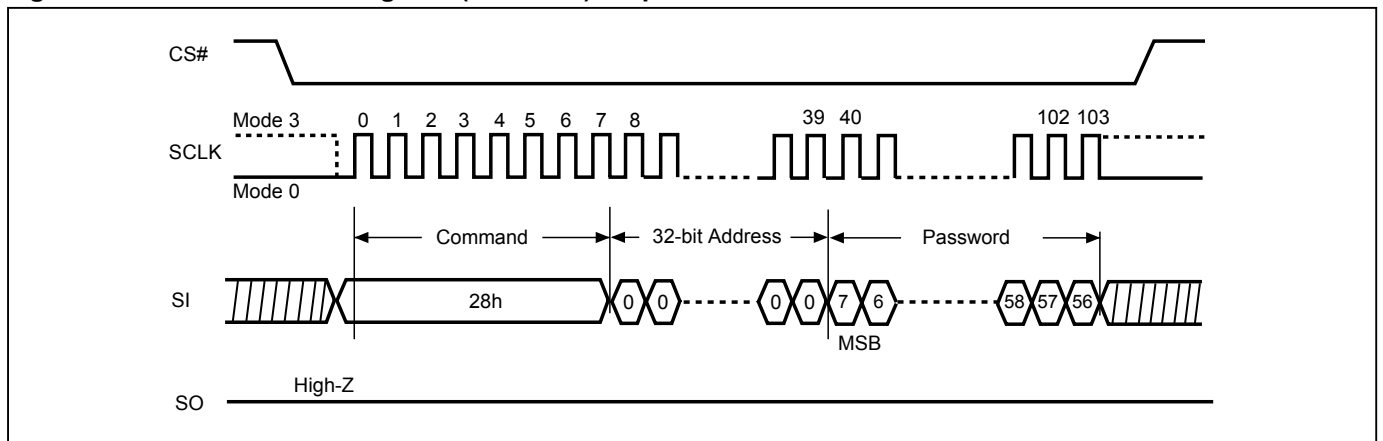 CS#
Mode 3
0 1 2 3 4 5 6 7 8 39 40 102 103
SCLK
Mode 0
Command 32-bit Address Password
SI 28h 0 0 0 0 7 6 58 57 56
MSB
High-Z
SO